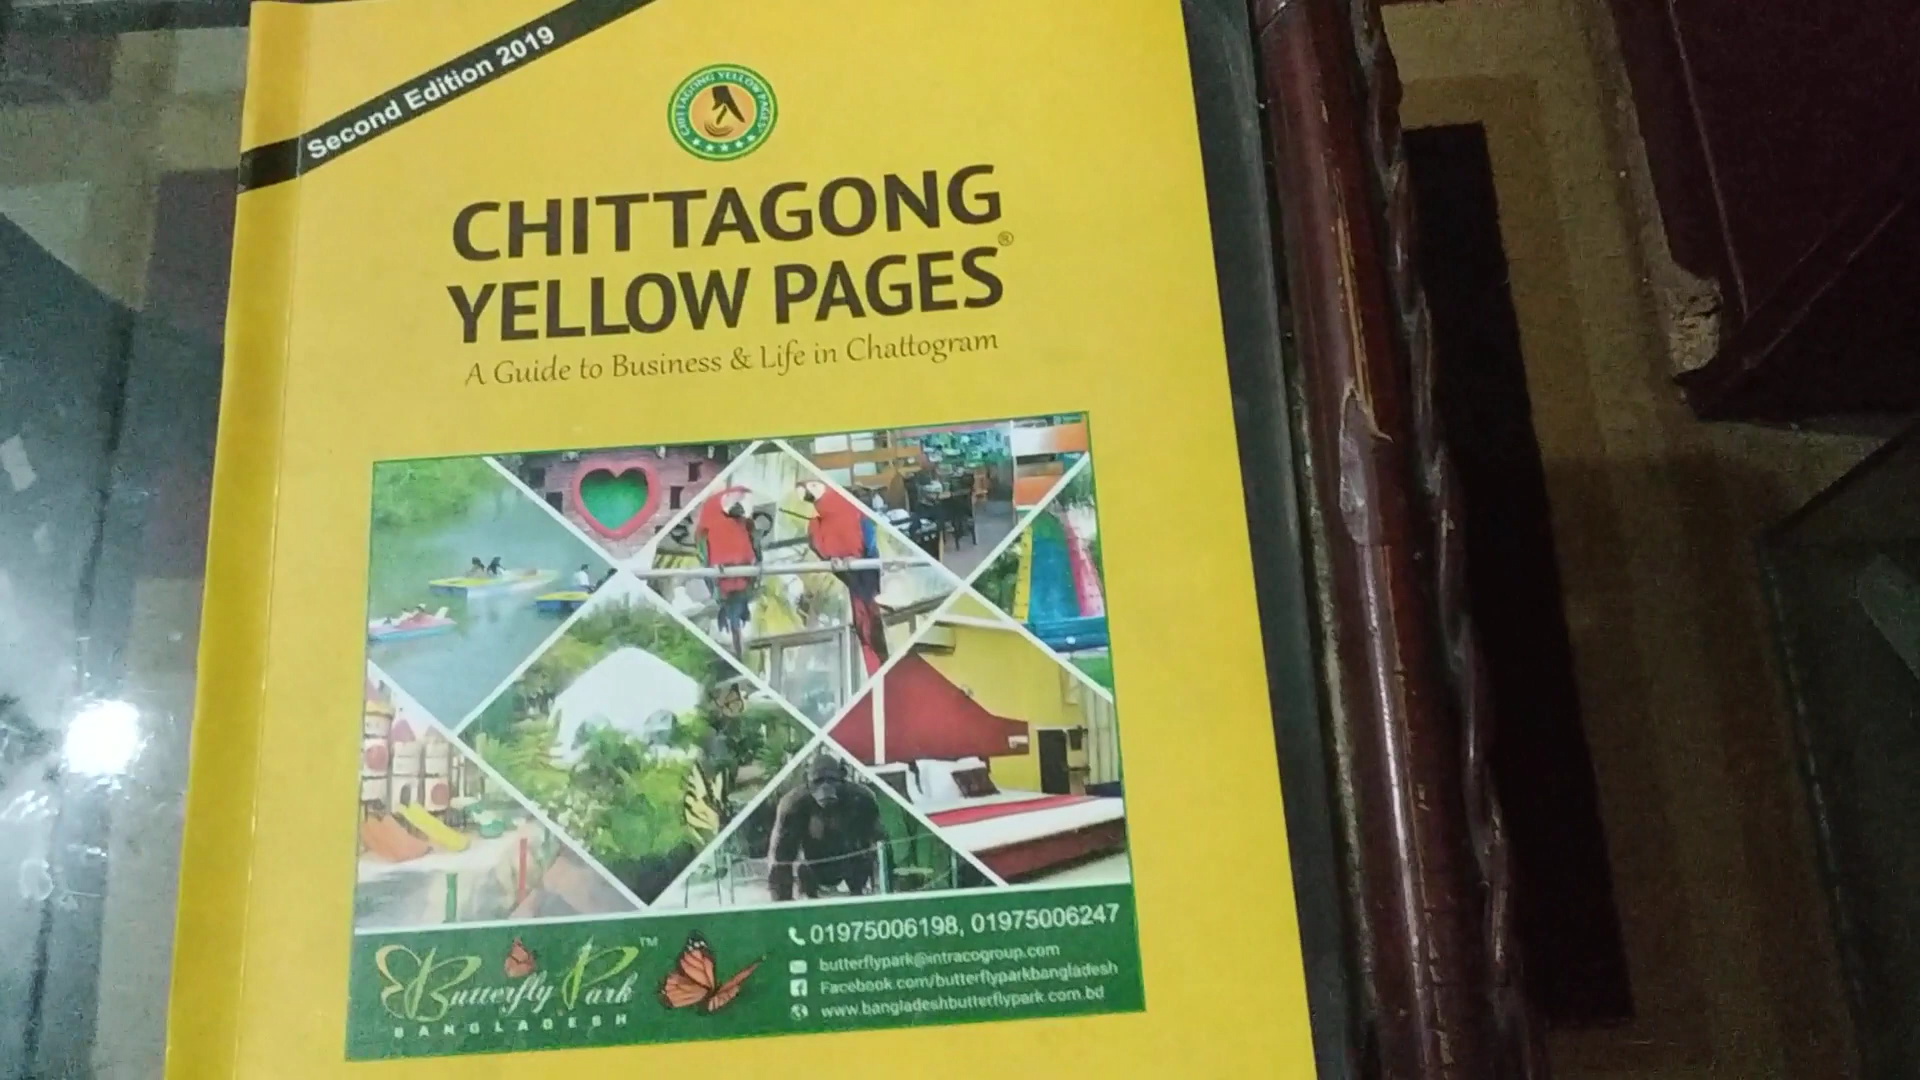 Second Edition 2019
CHITTAGONG YELLOW PAGES
CHITTAGONG
YELLOW PAGES®
A Guide to Business & Life in Chattogram
01975006198, 01975006247
butterflypark@intracogroup.com
Facebook.com/butterflyparkbangladesh
www.bangladeshbutterflypark.com.bd
Butterfly Park™
BANGLADESH